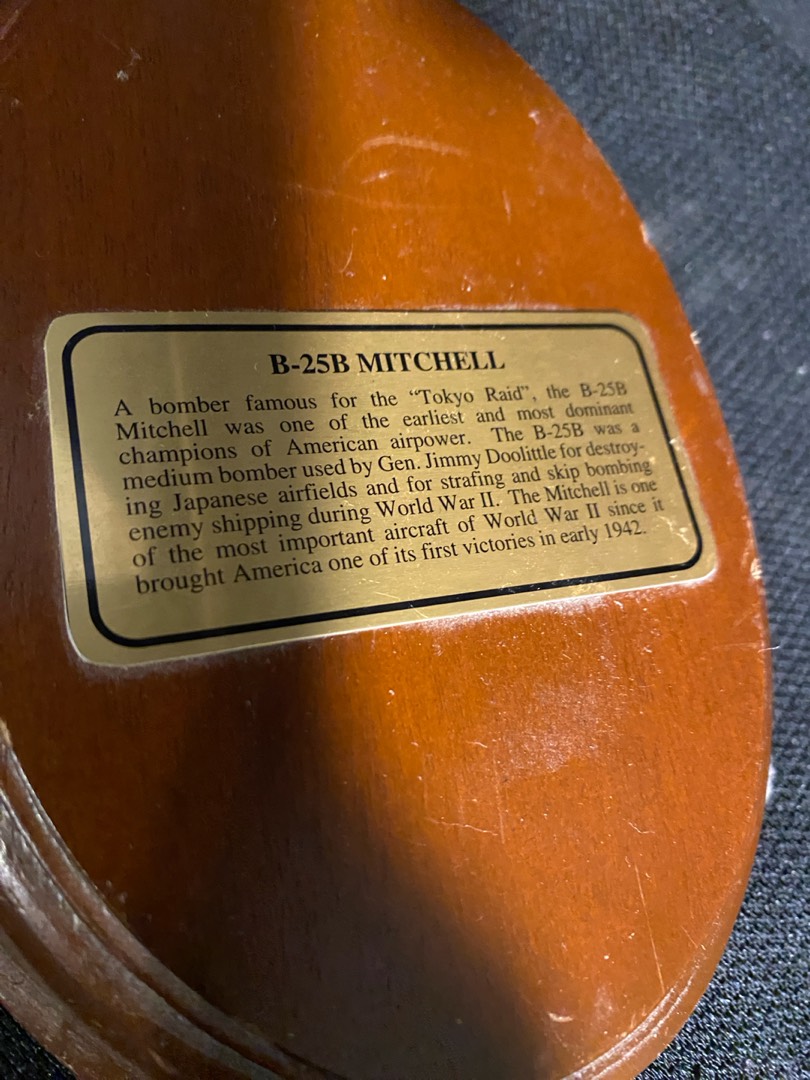 B-25B MITCHELL
A bomber famous for the “Tokyo Raid”, the B-25B
Mitchell was one of the earliest and most dominant
champions of American airpower. The B-25B was a
medium bomber used by Gen. Jimmy Doolittle for destroy-
ing Japanese airfields and for strafing and skip bombing
enemy shipping during World War II. The Mitchell is one
of the most important aircraft of World War II since it
brought America one of its first victories in early 1942.